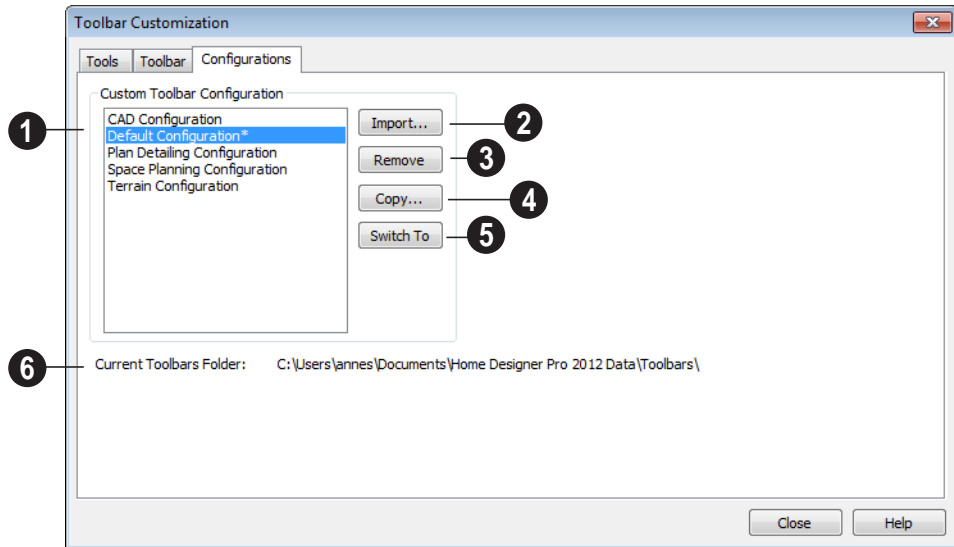 Toolbar Customization
Tools
Toolbar
Configurations
Custom Toolbar Configuration
1
CAD Configuration
Default Configuration*
Plan Detailing Configuration
Space Planning Configuration
Terrain Configuration
Import...
2
Remove
3
Copy...
4
Switch To
5
6
Current Toolbars Folder: C:\Users\annes\Documents\Home Designer Pro 2012 Data\Toolbars\
Close
Help